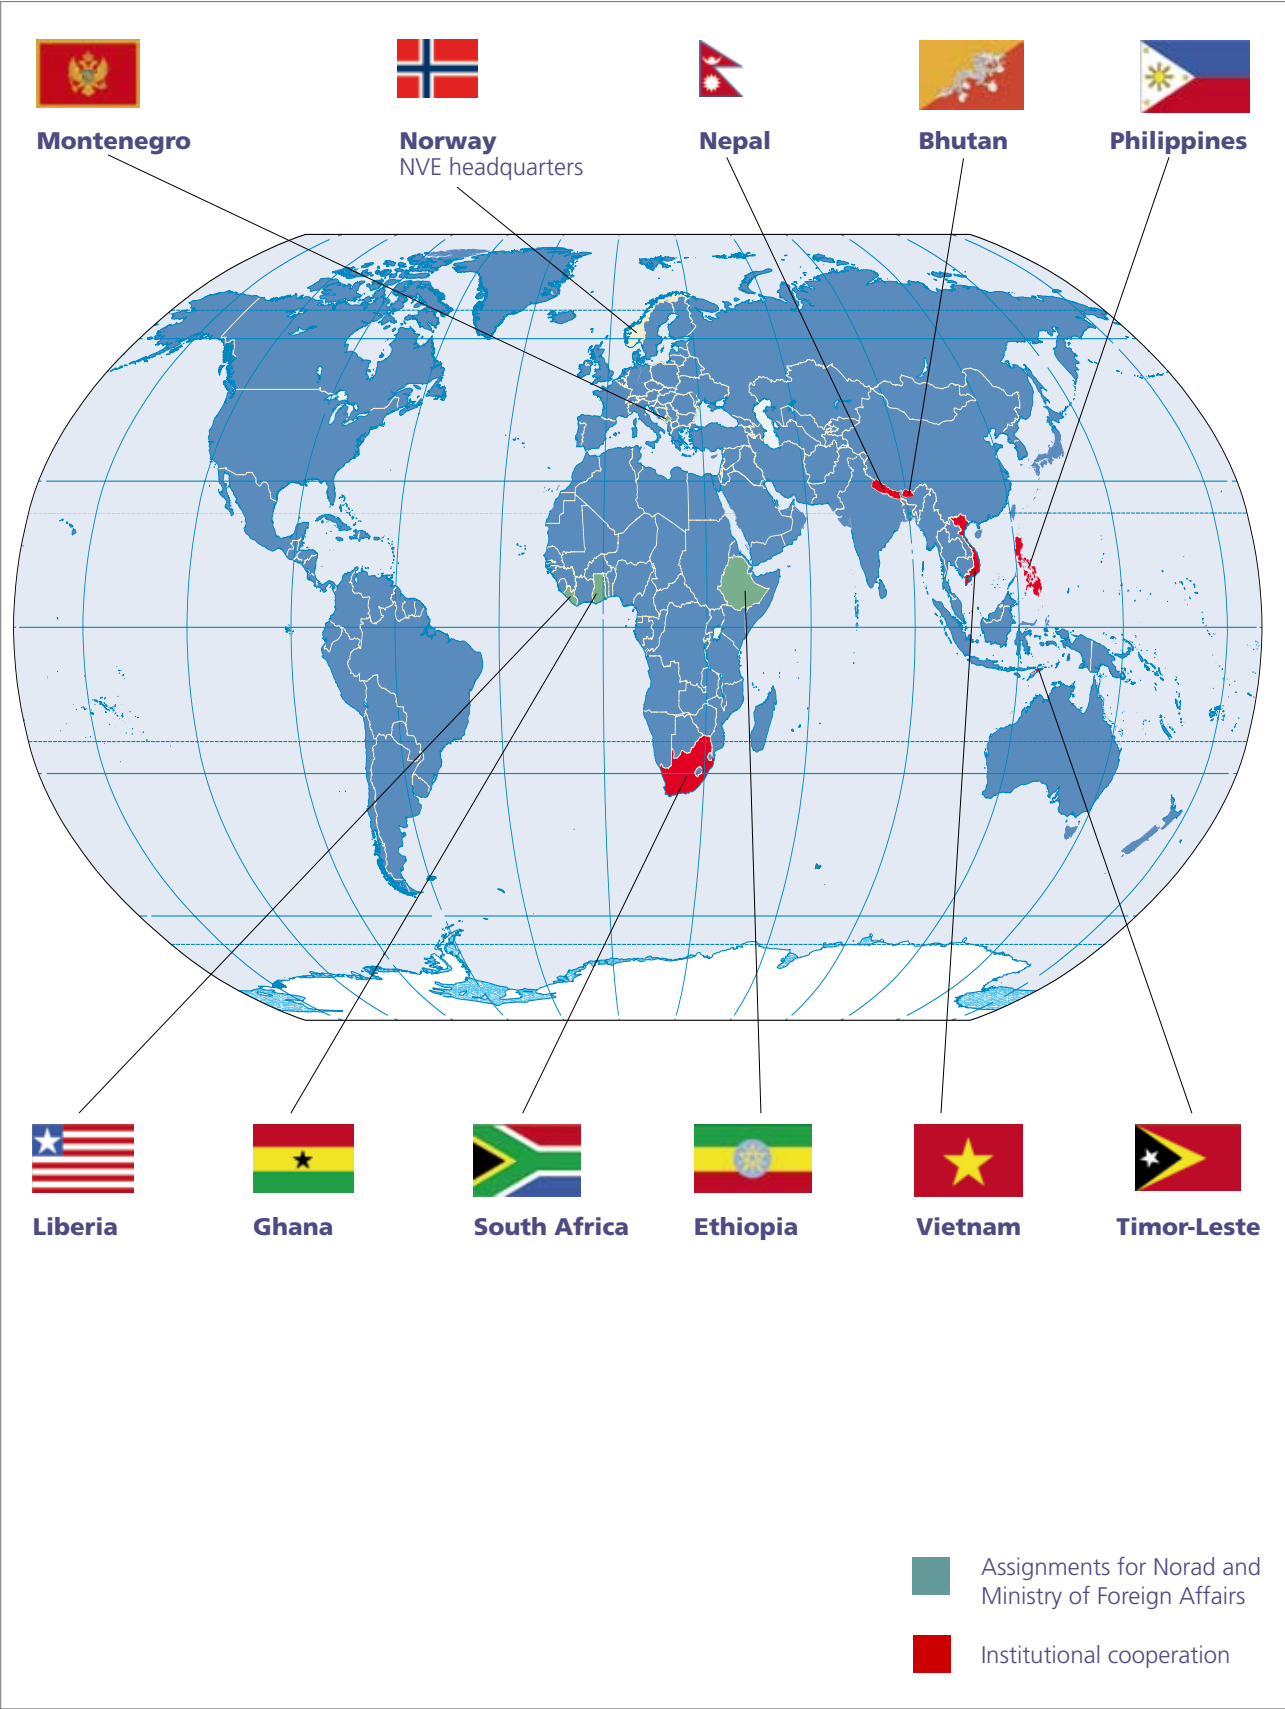 Montenegro
Norway
NVE headquarters
Nepal
Bhutan
Philippines
Liberia
Ghana
South Africa
Ethiopia
Vietnam
Timor-Leste
Assignments for Norad and
Ministry of Foreign Affairs
Institutional cooperation